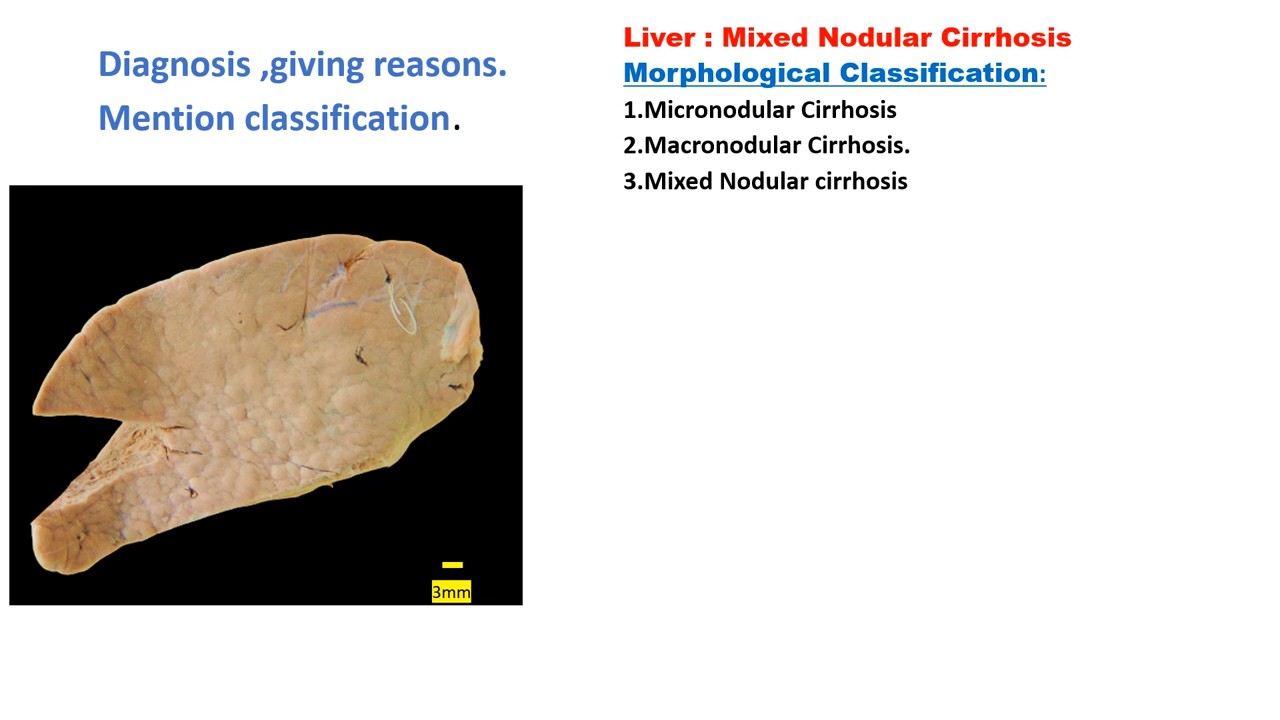 Diagnosis ,giving reasons.
Mention classification.
Liver : Mixed Nodular Cirrhosis
Morphological Classification:
1.Micronodular Cirrhosis
2.Macronodular Cirrhosis.
3.Mixed Nodular cirrhosis
3mm